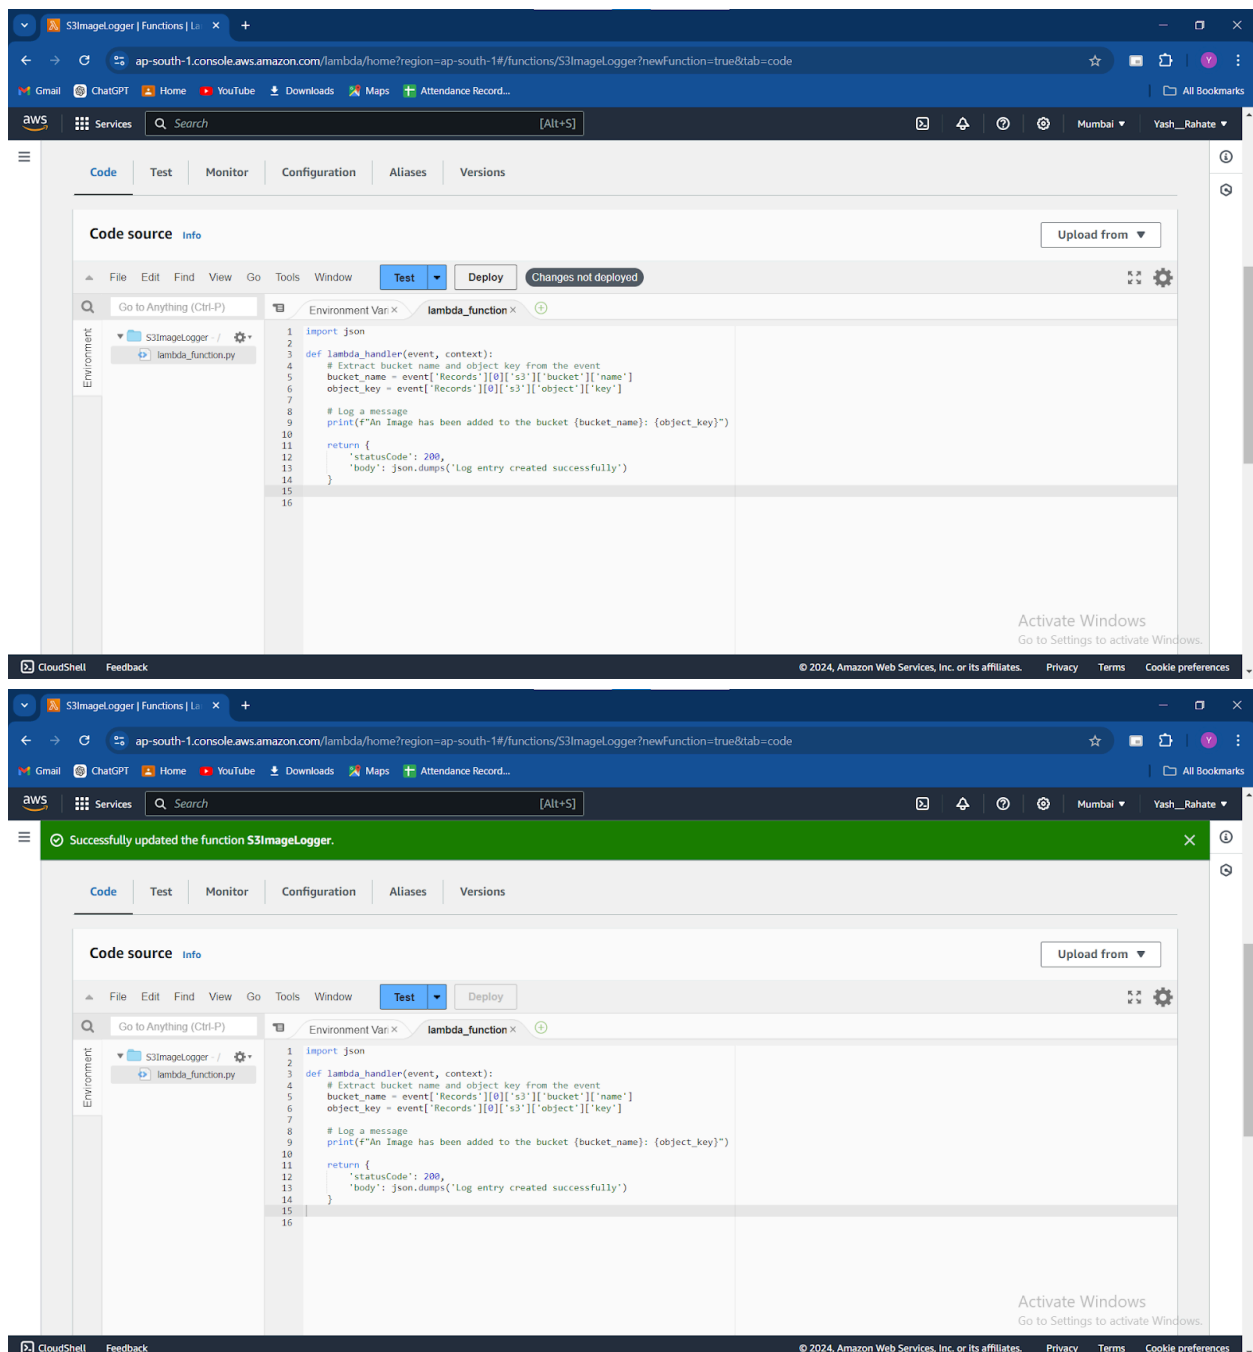 S3ImageLogger | Functions | La
ap-south-1.console.aws.amazon.com/lambda/home?region=ap-south-1#/functions/S3ImageLogger?newFunction=true&tab=code
Y
Gmail ChatGPT Home YouTube Downloads Maps Attendance Record... All Bookmarks
aws Services Search [Alt+S] Mumbai Yash__Rahate
Code Test Monitor Configuration Aliases Versions
Code source Info Upload from
File Edit Find View Go Tools Window Test Deploy Changes not deployed
Go to Anything (Ctrl-P) Environment Vari lambda_function
Environment
S3ImageLogger - /
lambda_function.py
1 import json
2
3 def lambda_handler(event, context):
4 # Extract bucket name and object key from the event
5 bucket_name = event['Records'][0]['s3']['bucket']['name']
6 object_key = event['Records'][0]['s3']['object']['key']
7
8 # Log a message
9 print(f"An Image has been added to the bucket {bucket_name}: {object_key}")
10
11 return {
12 'statusCode': 200,
13 'body': json.dumps('Log entry created successfully')
14 }
15
16
Activate Windows
Go to Settings to activate Windows.
CloudShell Feedback © 2024, Amazon Web Services, Inc. or its affiliates. Privacy Terms Cookie preferences
S3ImageLogger | Functions | La
ap-south-1.console.aws.amazon.com/lambda/home?region=ap-south-1#/functions/S3ImageLogger?newFunction=true&tab=code
Y
Gmail ChatGPT Home YouTube Downloads Maps Attendance Record... All Bookmarks
aws Services Search [Alt+S] Mumbai Yash__Rahate
Successfully updated the function S3ImageLogger.
Code Test Monitor Configuration Aliases Versions
Code source Info Upload from
File Edit Find View Go Tools Window Test Deploy
Go to Anything (Ctrl-P) Environment Vari lambda_function
Environment
S3ImageLogger - /
lambda_function.py
1 import json
2
3 def lambda_handler(event, context):
4 # Extract bucket name and object key from the event
5 bucket_name = event['Records'][0]['s3']['bucket']['name']
6 object_key = event['Records'][0]['s3']['object']['key']
7
8 # Log a message
9 print(f"An Image has been added to the bucket {bucket_name}: {object_key}")
10
11 return {
12 'statusCode': 200,
13 'body': json.dumps('Log entry created successfully')
14 }
15
16
Activate Windows
Go to Settings to activate Windows.
CloudShell Feedback © 2024, Amazon Web Services, Inc. or its affiliates. Privacy Terms Cookie preferences